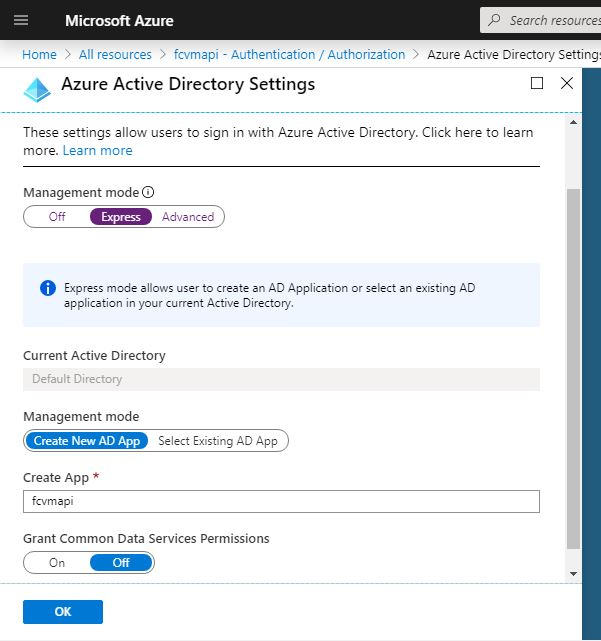 Microsoft Azure
Search resources
Home > All resources > fcvmapi - Authentication / Authorization > Azure Active Directory Settings
Azure Active Directory Settings
These settings allow users to sign in with Azure Active Directory. Click here to learn
more. Learn more
Management mode
Off Express Advanced
Express mode allows user to create an AD Application or select an existing AD
application in your current Active Directory.
Current Active Directory
Default Directory
Management mode
Create New AD App Select Existing AD App
Create App *
fcvmapi
Grant Common Data Services Permissions
On Off
OK